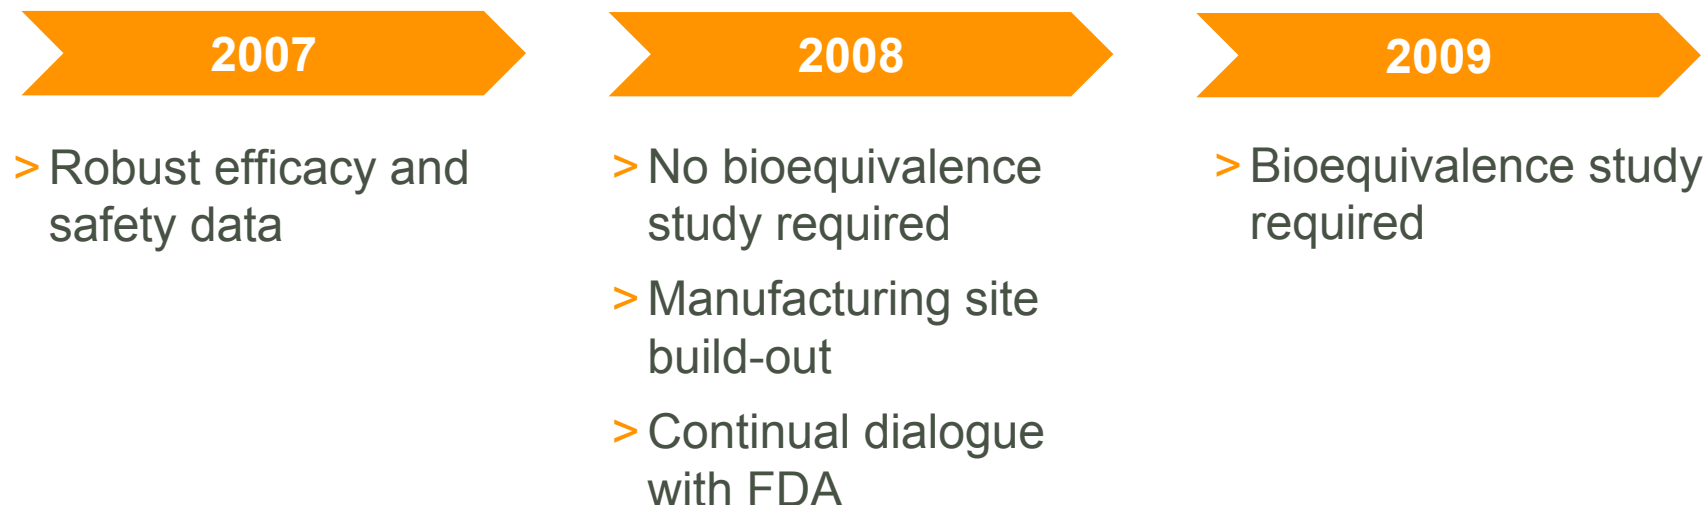 2007
> Robust efficacy and
safety data
2008
> No bioequivalence
study required
> Manufacturing site
build-out
> Continual dialogue
with FDA
2009
> Bioequivalence study
required